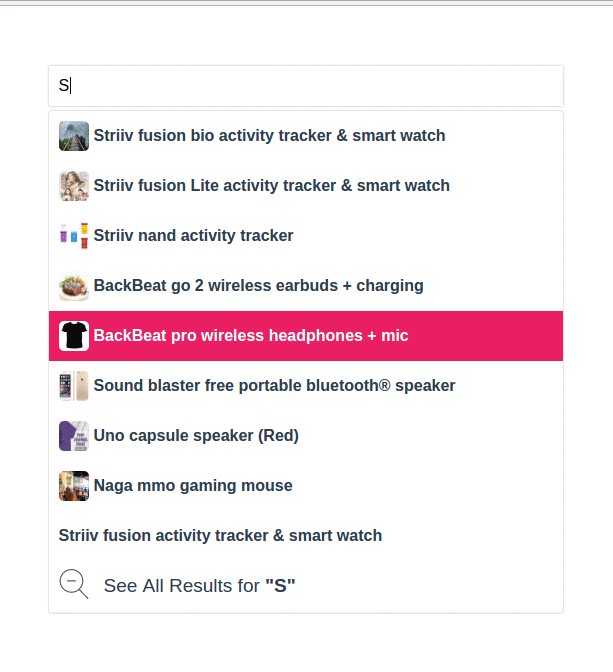 S
Striiv fusion bio activity tracker & smart watch
Striiv fusion Lite activity tracker & smart watch
Striiv nand activity tracker
BackBeat go 2 wireless earbuds + charging
BackBeat pro wireless headphones + mic
Sound blaster free portable bluetooth® speaker
Uno capsule speaker (Red)
Naga mmo gaming mouse
Striiv fusion activity tracker & smart watch
See All Results for "S"